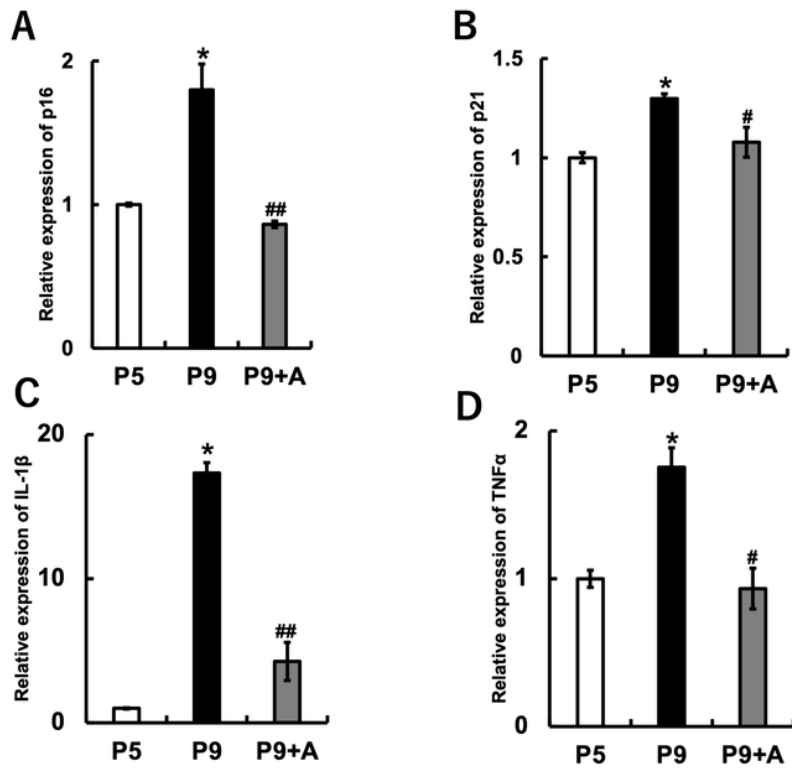 A
Relative expression of p16
2
1
0
*
##
P5 P9 P9+A
B
Relative expression of p21
1.5
1
0.5
0
*
#
P5 P9 P9+A
C
Relative expression of IL-1β
20
10
0
*
##
P5 P9 P9+A
D
Relative expression of TNFα
2
1
0
*
#
P5 P9 P9+A